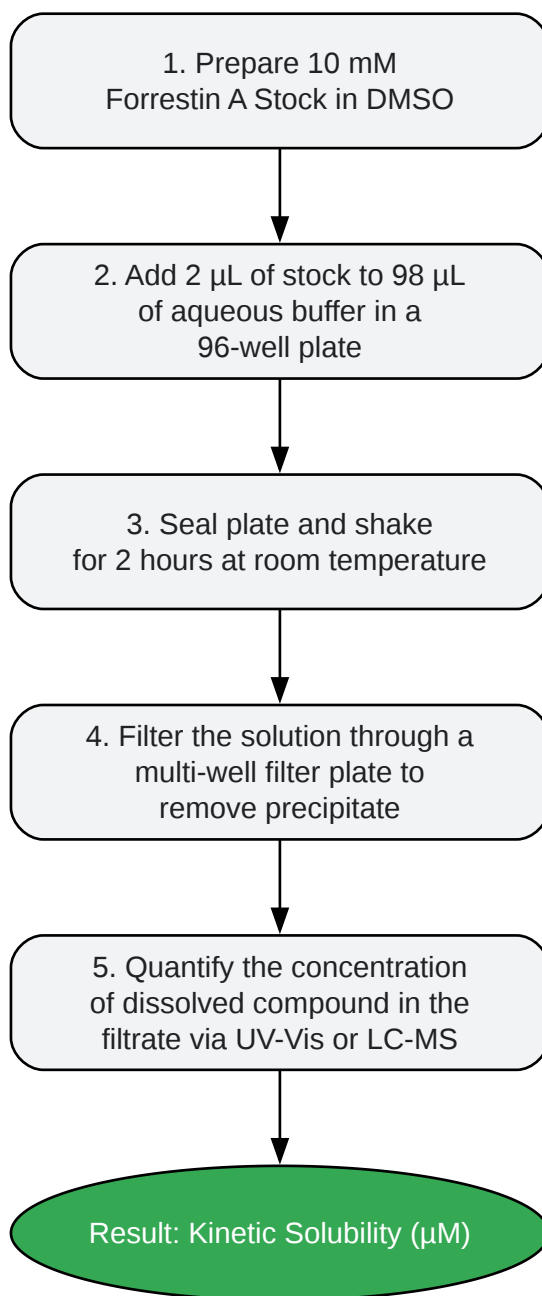 1. Prepare 10 mM
Forrestin A Stock in DMSO
2. Add 2 µL of stock to 98 µL
of aqueous buffer in a
96-well plate
3. Seal plate and shake
for 2 hours at room temperature
4. Filter the solution through a
multi-well filter plate to
remove precipitate
5. Quantify the concentration
of dissolved compound in the
filtrate via UV-Vis or LC-MS
Result: Kinetic Solubility (µM)